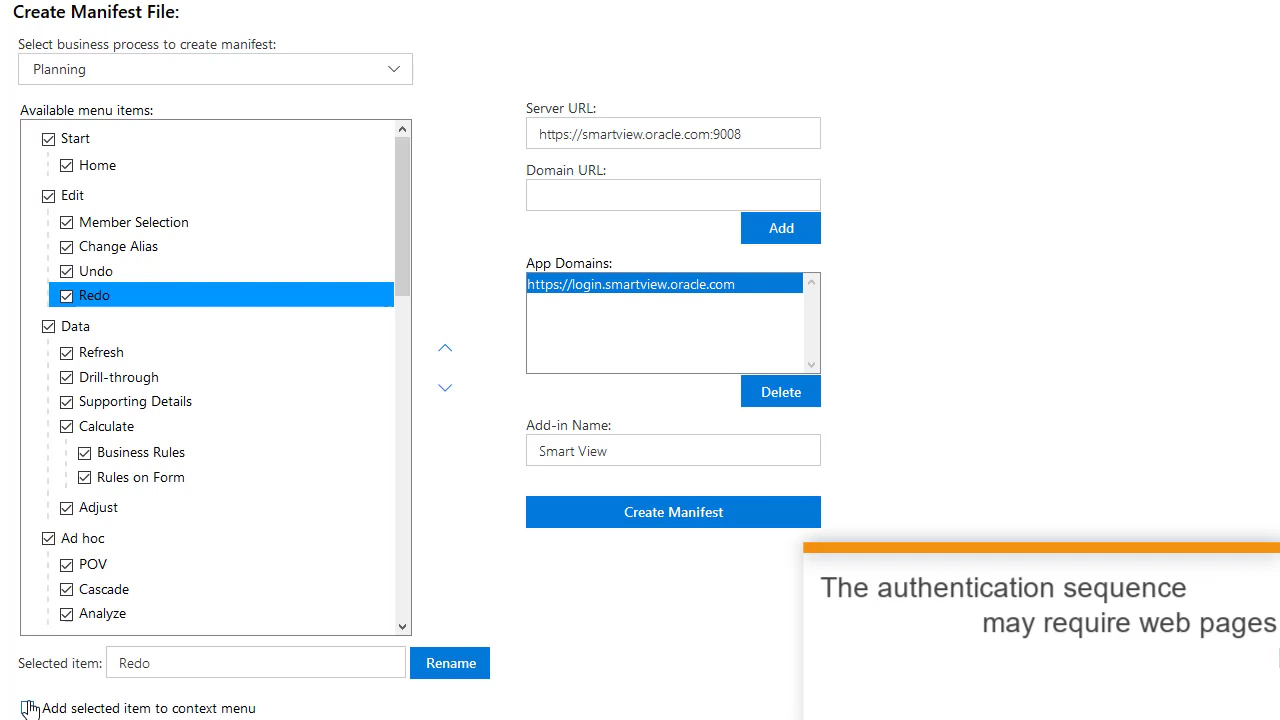 Create Manifest File:
Select business process to create manifest:
Planning
Available menu items:
Start
Home
Edit
Member Selection
Change Alias
Undo
Redo
Data
Refresh
Drill-through
Supporting Details
Calculate
Business Rules
Rules on Form
Adjust
Ad hoc
POV
Cascade
Analyze
Selected item:
Redo
Rename
Add selected item to context menu
Server URL:
https://smartview.oracle.com:9008
Domain URL:
Add
App Domains:
https://login.smartview.oracle.com
Delete
Add-in Name:
Smart View
Create Manifest
The authentication sequence
may require web pages